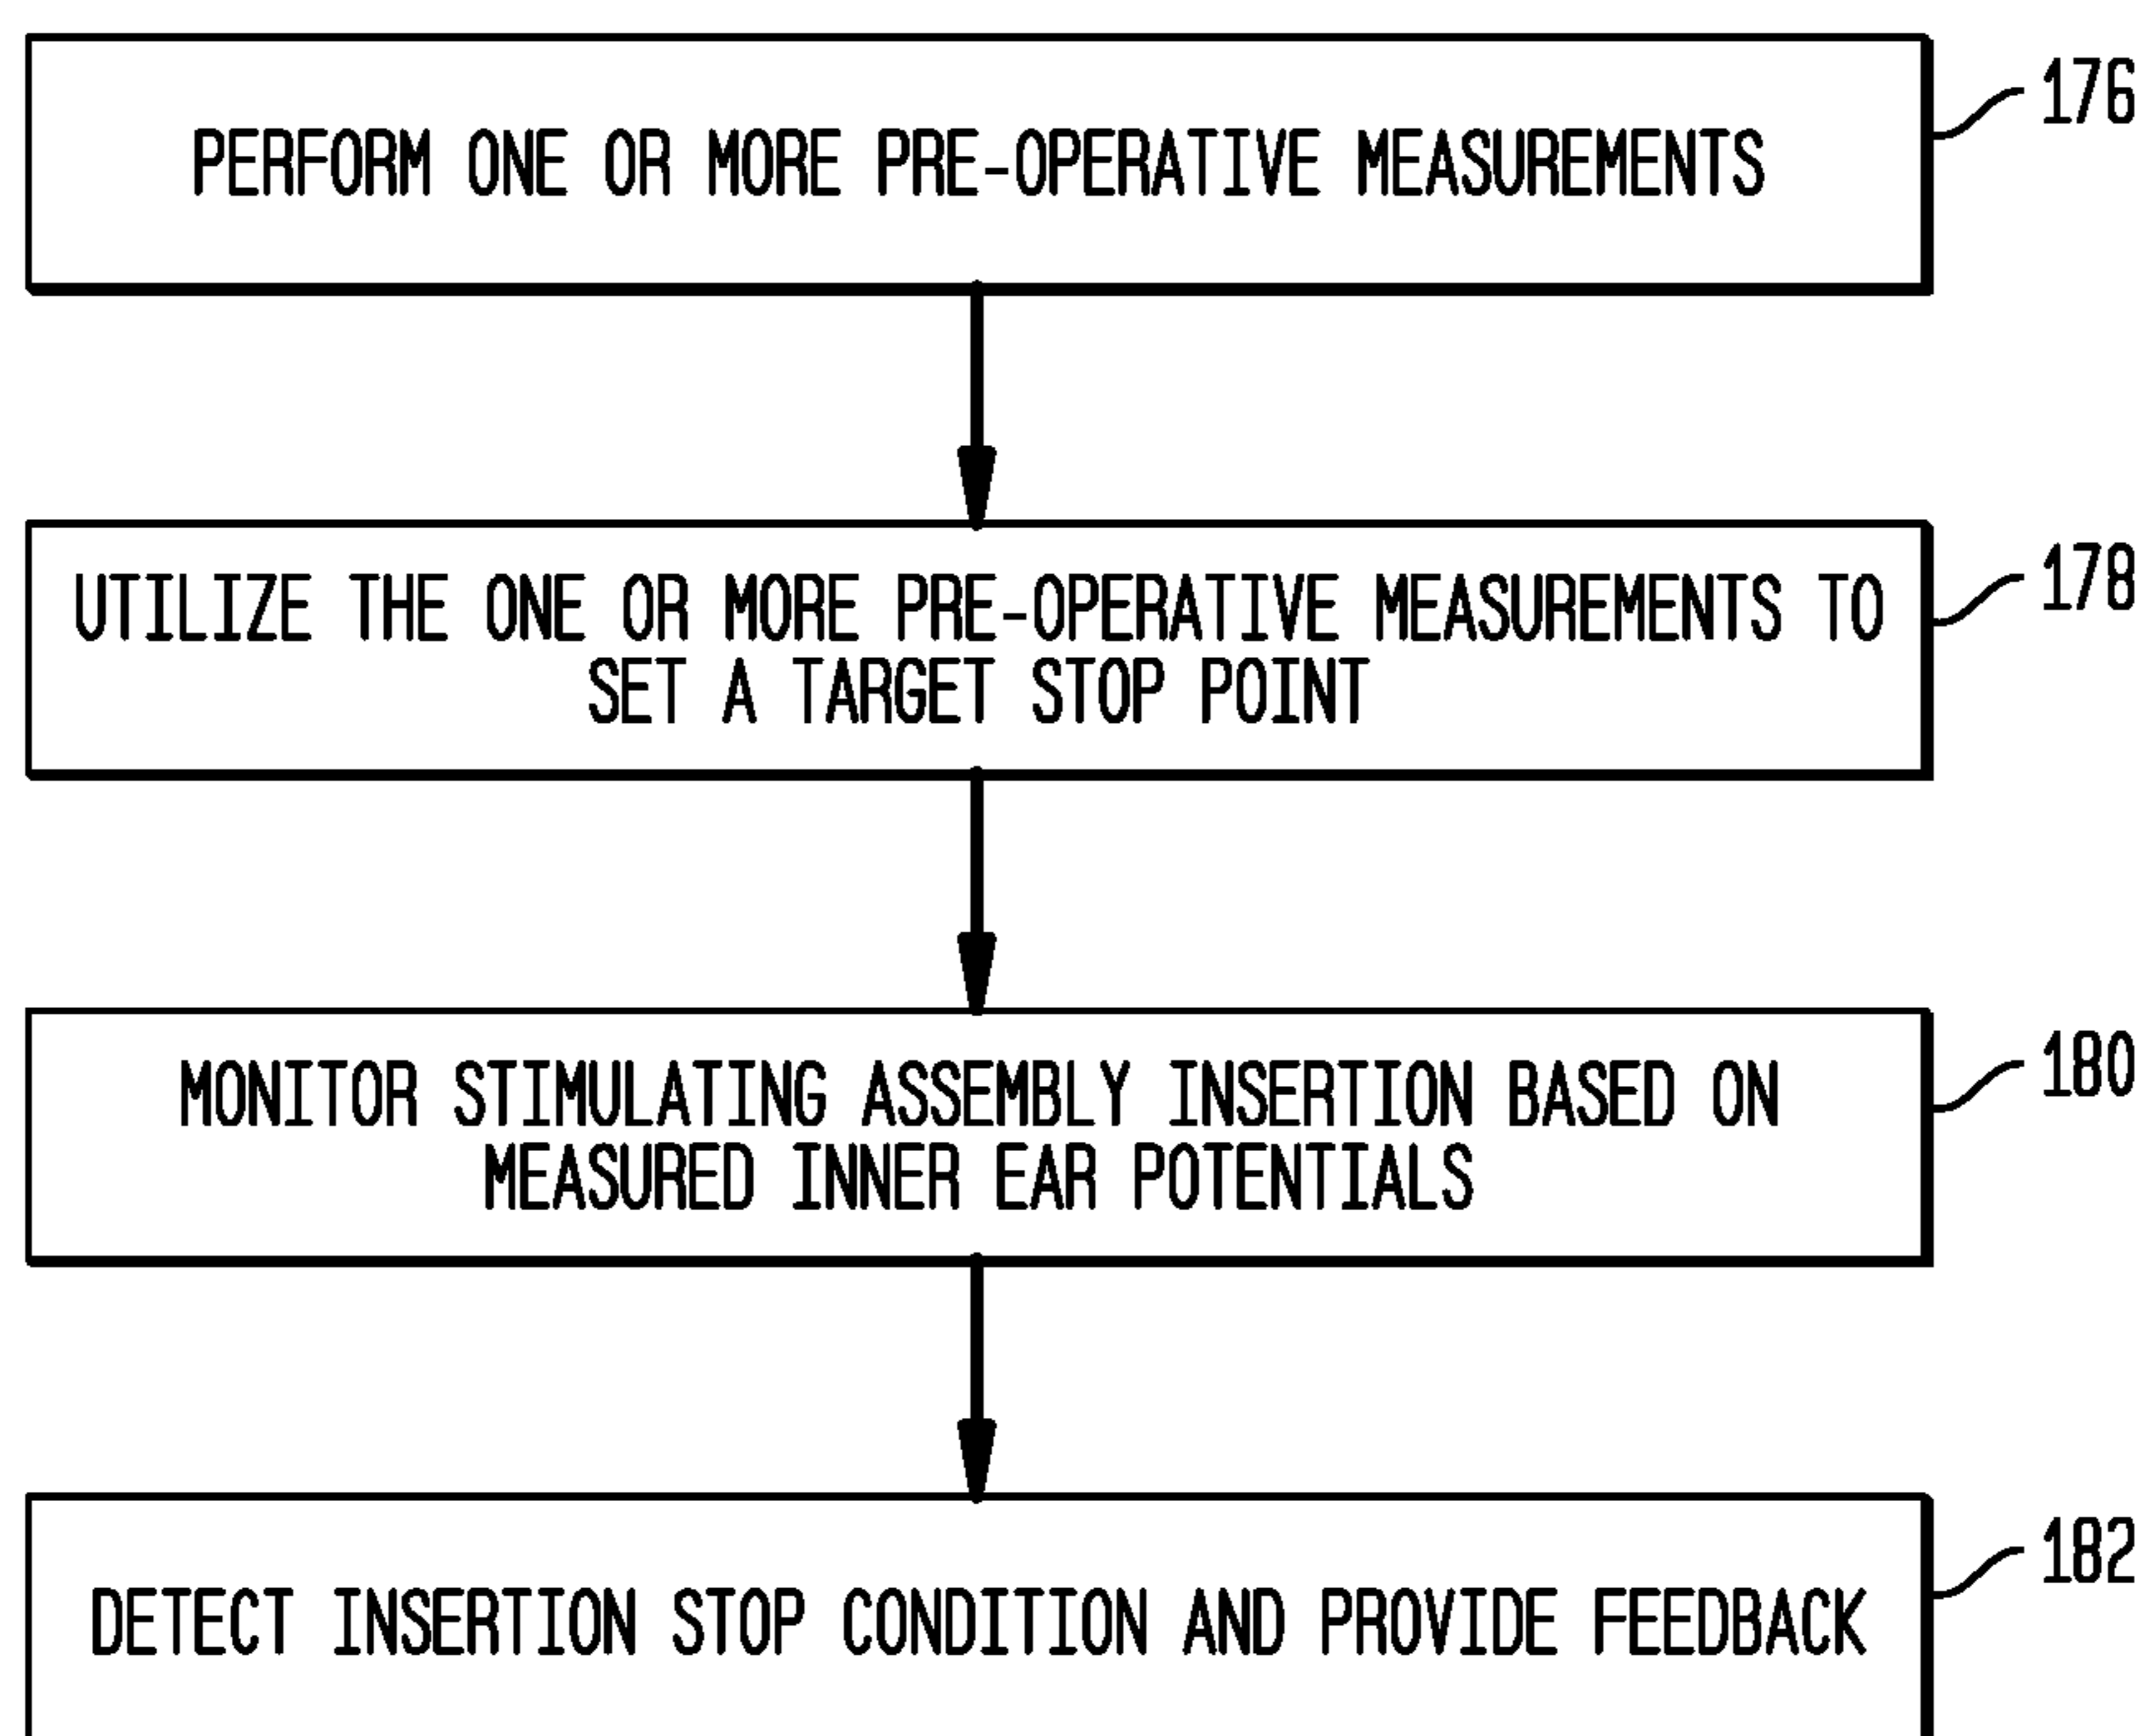 PERFORM ONE OR MORE PRE-OPERATIVE MEASUREMENTS
176
UTILIZE THE ONE OR MORE PRE-OPERATIVE MEASUREMENTS TO
SET A TARGET STOP POINT
178
MONITOR STIMULATING ASSEMBLY INSERTION BASED ON
MEASURED INNER EAR POTENTIALS
180
DETECT INSERTION STOP CONDITION AND PROVIDE FEEDBACK
182